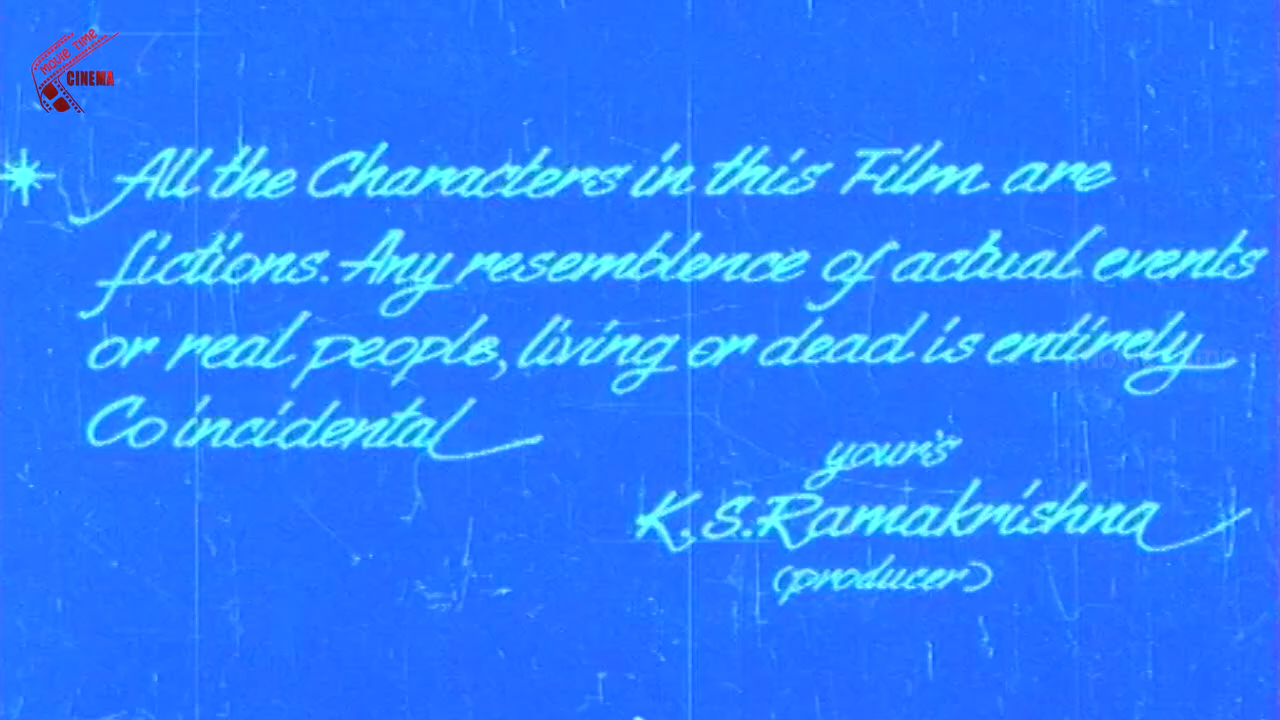 MOVIE TIME
CINEMA
All the Characters in this Film are
fictions. Any resemblence of actual events
or real people, living or dead is entirely
Co incidental
your's
K.S.Ramakrishna
(producer)